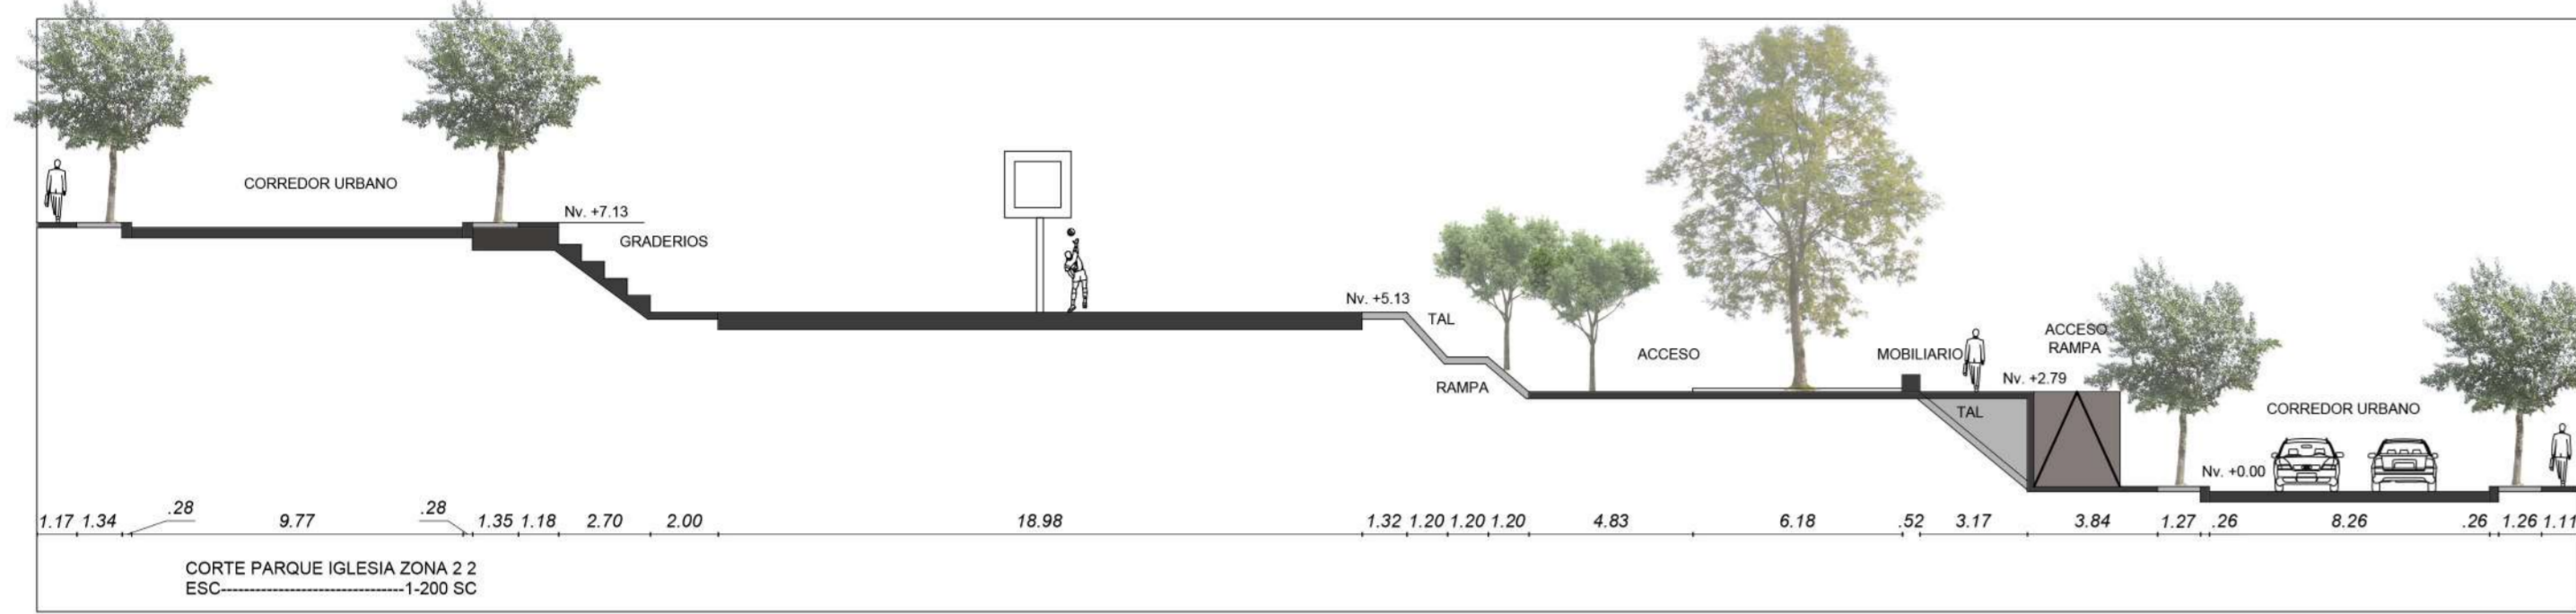 CORREDOR URBANO
Nv. +7.13
GRADERIOS
Nv. +5.13
TAL
RAMPA
ACCESO
MOBILIARIO
ACCESO
RAMPA
Nv. +2.79
TAL
CORREDOR URBANO
Nv. +0.00
1.17 1.34 .28 9.77 .28 1.35 1.18 2.70 2.00 18.98 1.32 1.20 1.20 1.20 4.83 6.18 .52 3.17 3.84 1.27 .26 8.26 .26 1.26 1.11
CORTE PARQUE IGLESIA ZONA 2 2
ESC-------------------------------1-200 SC